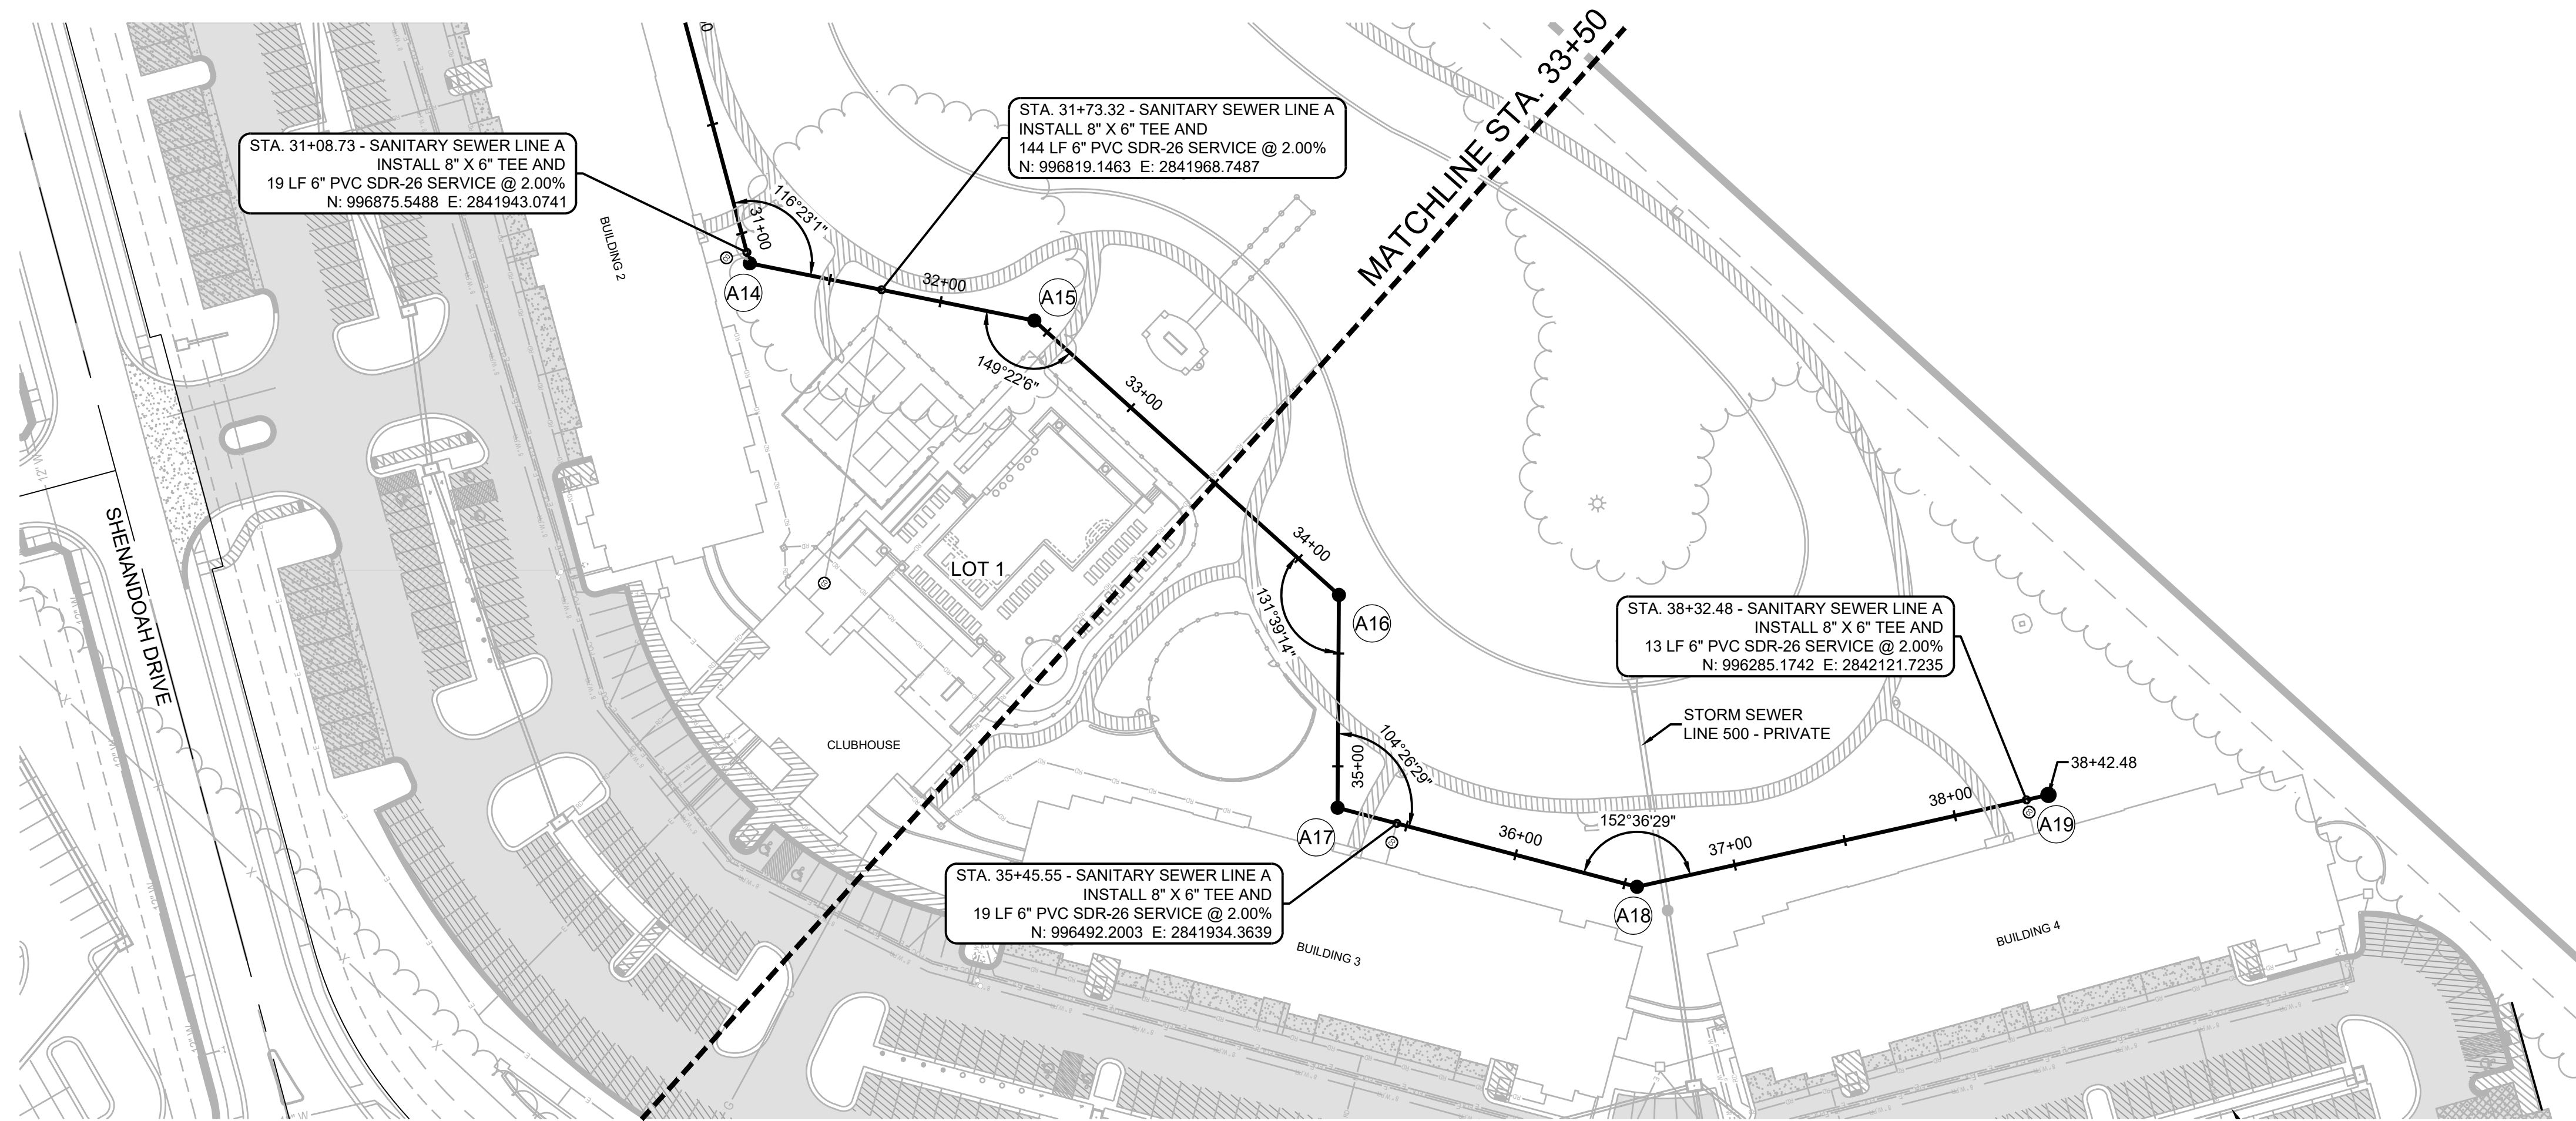 MATCHLINE STA. 33+50
STA. 31+08.73 - SANITARY SEWER LINE A
INSTALL 8" X 6" TEE AND
19 LF 6" PVC SDR-26 SERVICE @ 2.00%
N: 996875.5488 E: 2841943.0741
STA. 31+73.32 - SANITARY SEWER LINE A
INSTALL 8" X 6" TEE AND
144 LF 6" PVC SDR-26 SERVICE @ 2.00%
N: 996819.1463 E: 2841968.7487
BUILDING 2
31+00
116°23'1"
A14
32+00
A15
149°22'6"
33+00
SHENANDOAH DRIVE
12" W
LOT 1
34+00
A16
131°39'14"
STA. 38+32.48 - SANITARY SEWER LINE A
INSTALL 8" X 6" TEE AND
13 LF 6" PVC SDR-26 SERVICE @ 2.00%
N: 996285.1742 E: 2842121.7235
STORM SEWER
LINE 500 - PRIVATE
CLUBHOUSE
35+00
104°26'29"
38+42.48
A17
36+00
152°36'29"
37+00
38+00
A19
A18
STA. 35+45.55 - SANITARY SEWER LINE A
INSTALL 8" X 6" TEE AND
19 LF 6" PVC SDR-26 SERVICE @ 2.00%
N: 996492.2003 E: 2841934.3639
BUILDING 3
BUILDING 4